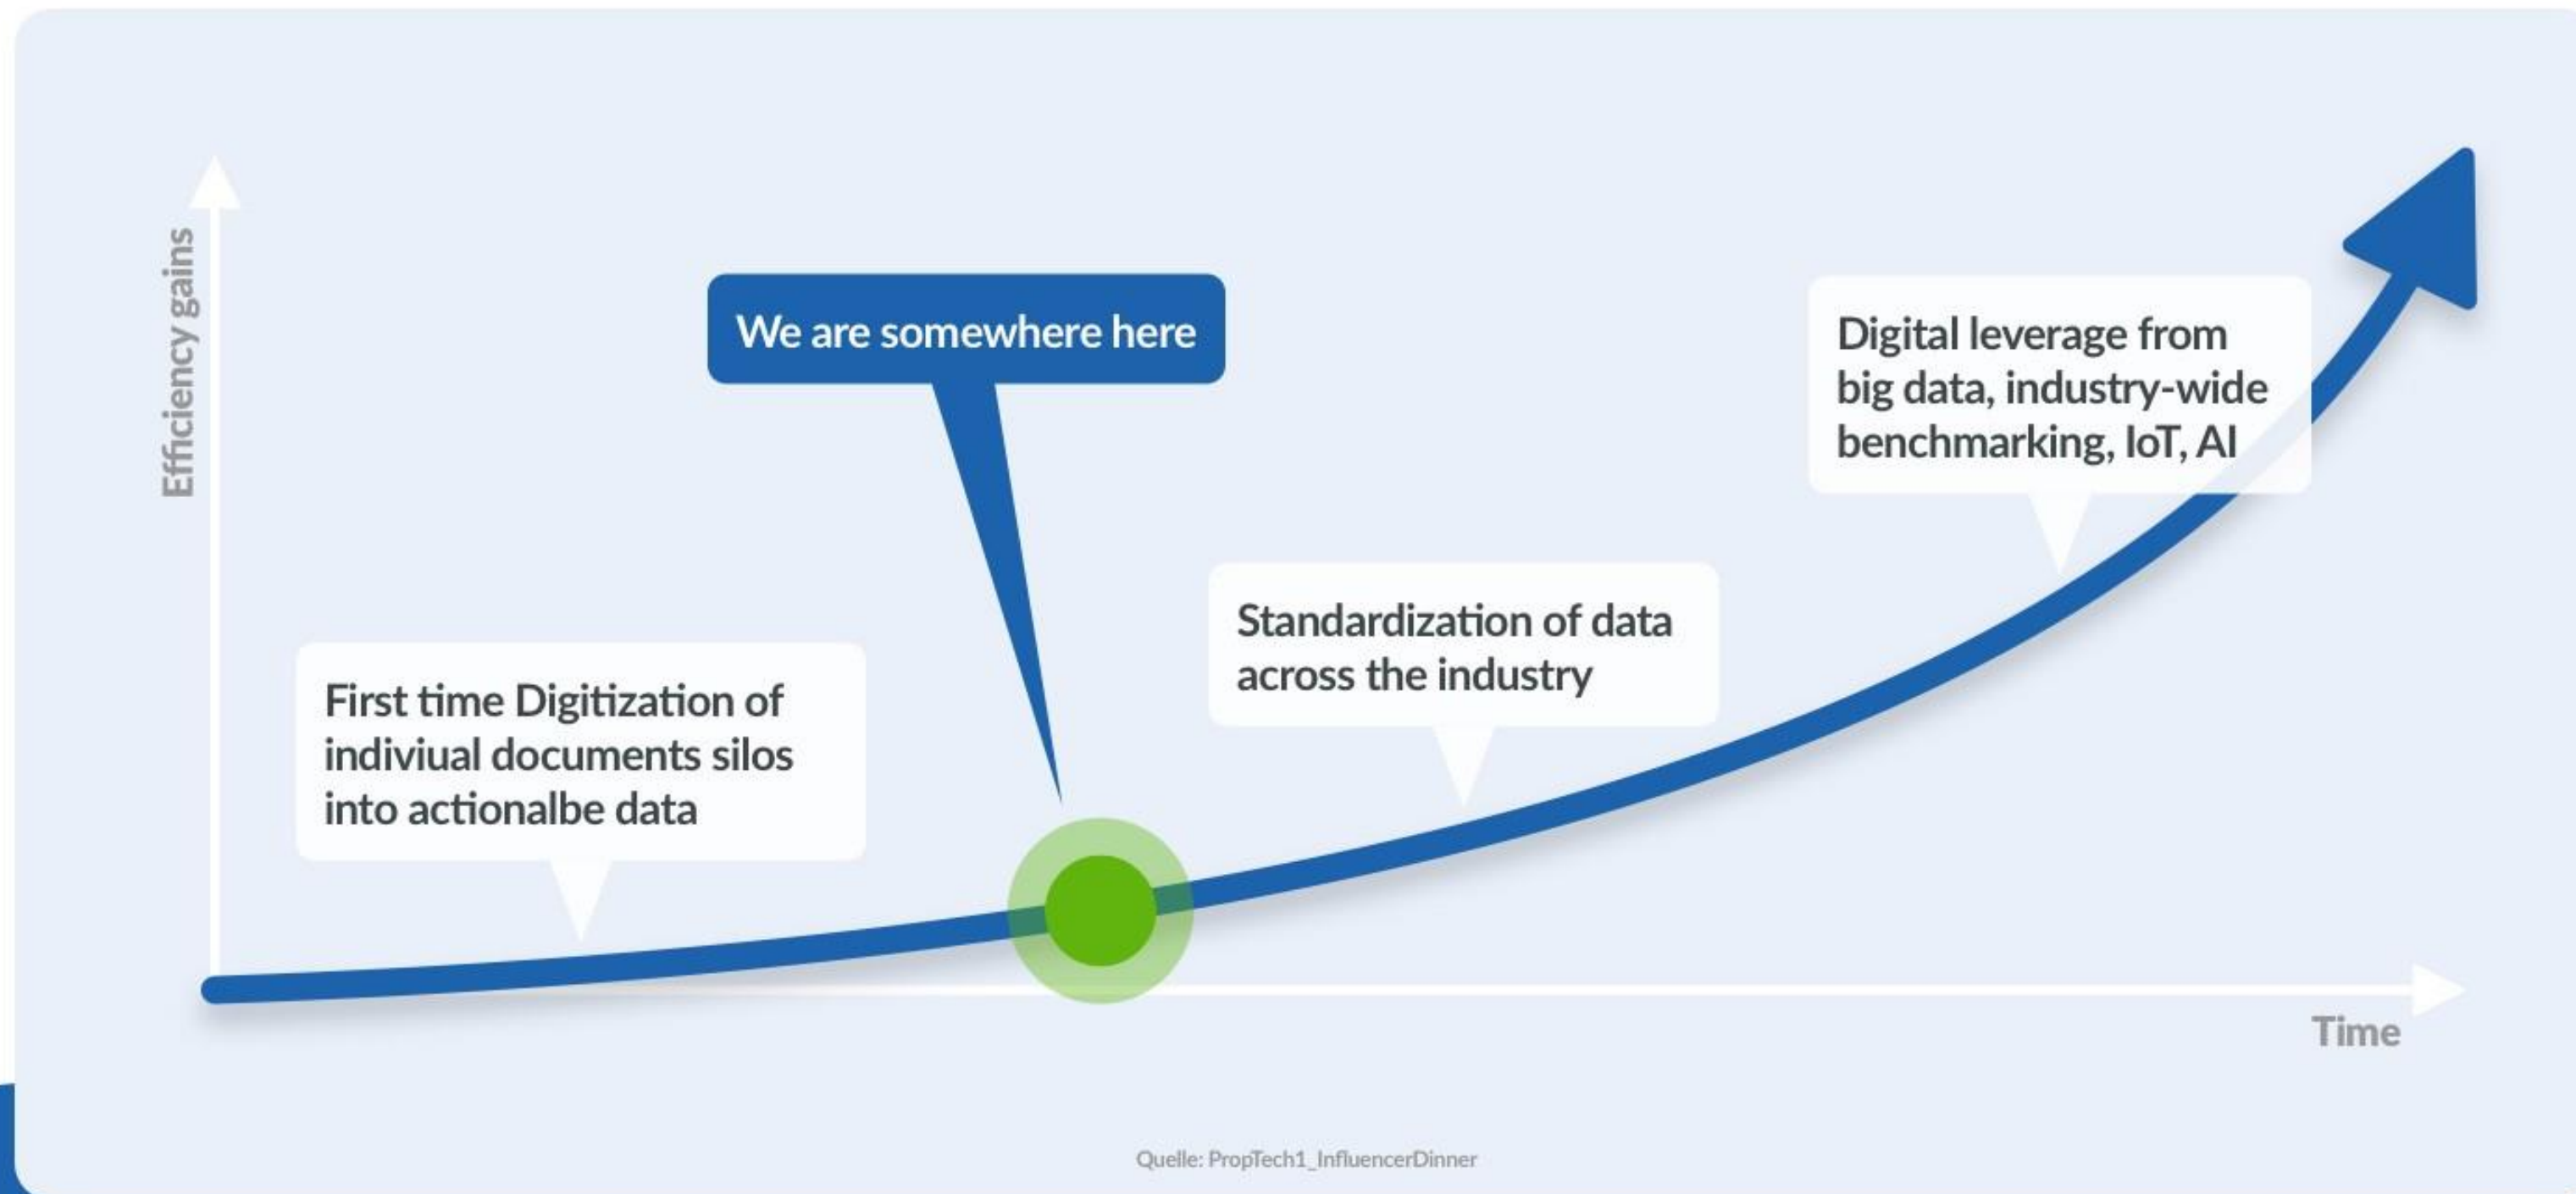 Efficiency gains
We are somewhere here
Digital leverage from
big data, industry-wide
benchmarking, IoT, AI
Standardization of data
across the industry
First time Digitization of
indiviual documents silos
into actionalbe data
Time
Quelle: PropTech1_InfluencerDinner